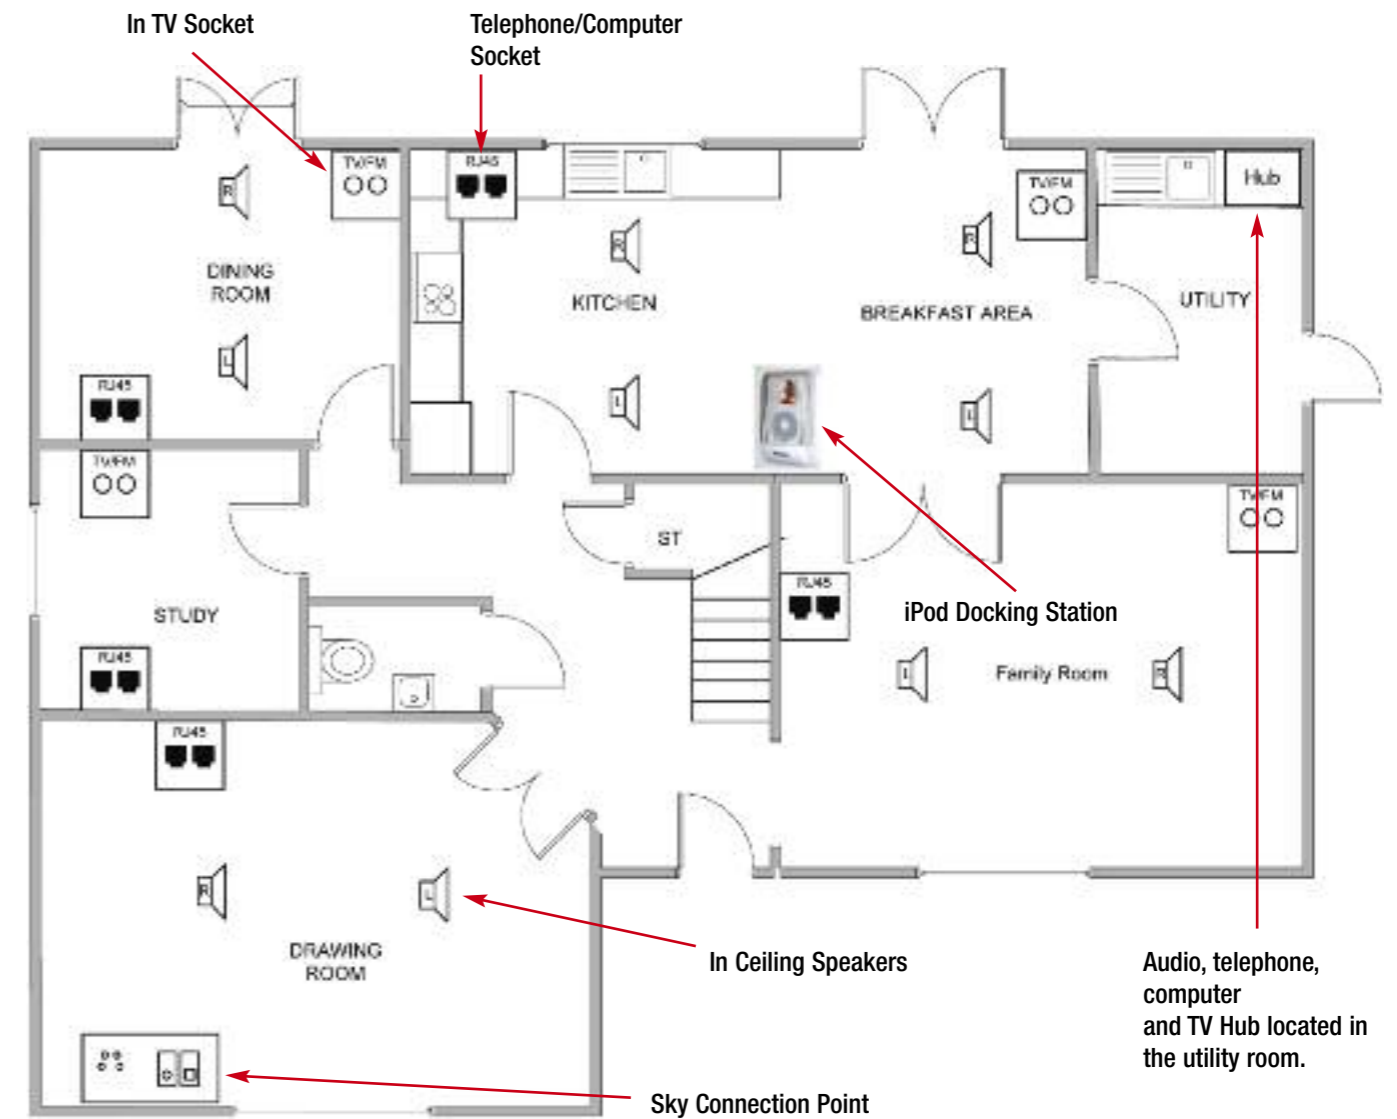 In TV Socket
Telephone/Computer
Socket
TV/FM
RJ45
TV/FM
Hub
R
R
R
DINING
ROOM
KITCHEN
BREAKFAST AREA
UTILITY
L
L
L
RJ45
TV/FM
TV/FM
ST
RJ45
iPod Docking Station
STUDY
RJ45
L
Family Room
R
RJ45
R
L
DRAWING
ROOM
In Ceiling Speakers
Audio, telephone,
computer
and TV Hub located in
the utility room.
Sky Connection Point